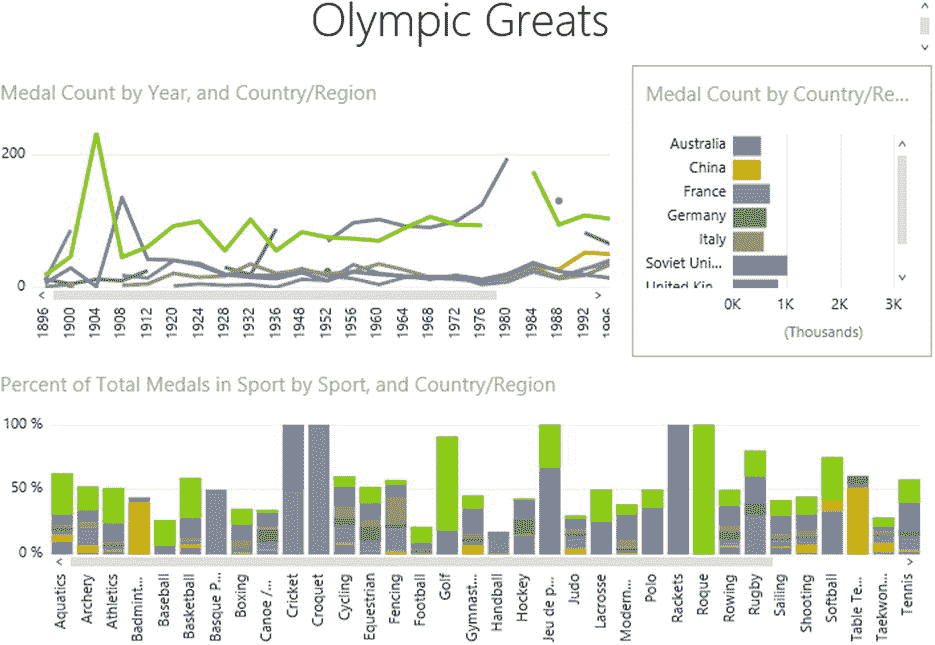 Olympic Greats
Medal Count by Year, and Country/Region
200
0
1896
1900
1904
1908
1912
1920
1924
1928
1932
1936
1948
1952
1956
1960
1964
1968
1972
1976
1980
1984
1988
1992
1996
Medal Count by Country/Re...
Australia
China
France
Germany
Italy
Soviet Uni...
United Kin...
0K 1K 2K 3K
(Thousands)
Percent of Total Medals in Sport by Sport, and Country/Region
100 %
50 %
0 %
Aquatics
Archery
Athletics
Badmint...
Baseball
Basketball
Basque P...
Boxing
Canoe /...
Cricket
Croquet
Cycling
Equestrian
Fencing
Football
Golf
Gymnast...
Handball
Hockey
Jeu de p...
Judo
Lacrosse
Modern...
Polo
Rackets
Roque
Rowing
Rugby
Sailing
Shooting
Softball
Table Te...
Taekwon...
Tennis